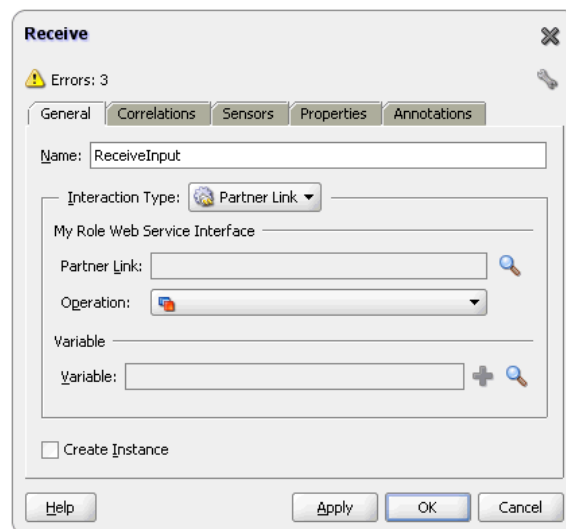 Receive
Errors: 3
General Correlations Sensors Properties Annotations
Name: ReceiveInput
Interaction Type: Partner Link
My Role Web Service Interface
Partner Link:
Operation:
Variable
Variable:
Create Instance
Help Apply OK Cancel